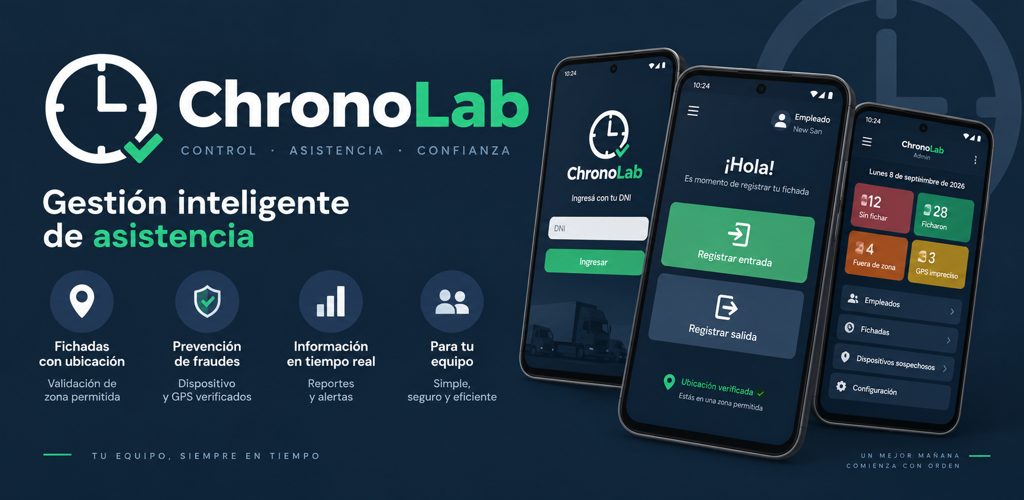 ChronoLab
CONTROL · ASISTENCIA · CONFIANZA
Gestión inteligente
de asistencia
Fichadas
con ubicación
Validación de
zona permitida
Prevención
de fraudes
Dispositivo
y GPS verificados
Información
en tiempo real
Reportes
y alertas
Para tu
equipo
Simple,
seguro y eficiente
TU EQUIPO, SIEMPRE EN TIEMPO
10:24
ChronoLab
Ingresá con tu DNI
DNI
Ingresar
10:24
Empleado
New San
¡Hola!
Es momento de registrar tu fichada
Registrar entrada
Registrar salida
Ubicación verificada
Estás en una zona permitida
10:24
ChronoLab
Admin
Lunes 8 de septiembre de 2026
12
Sin fichar
28
Ficharon
4
Fuera de zona
3
GPS impreciso
Empleados
Fichadas
Dispositivos sospechosos
Configuración
UN MEJOR MAÑANA
COMIENZA CON ORDEN